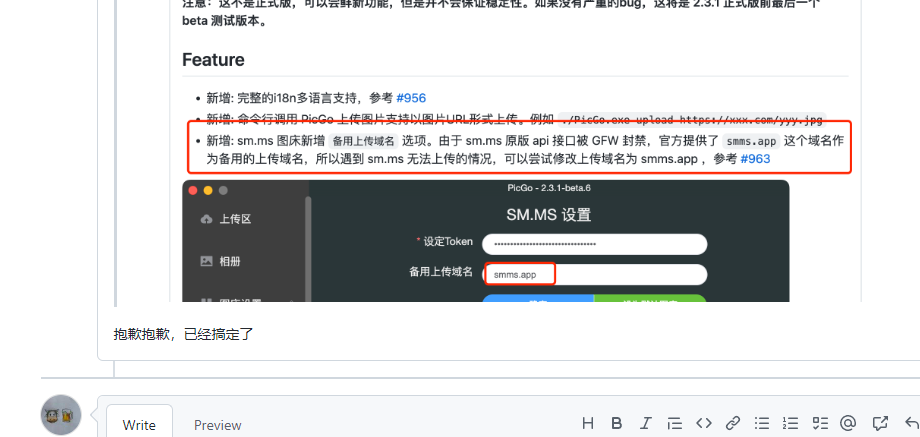 注意：这不是正式版，可以尝鲜新功能，但是并不会保证稳定性。如果没有严重的bug，这将是 2.3.1 正式版前最后一个
beta 测试版本。
Feature
新增: 完整的i18n多语言支持，参考 #956
新增: 命令行调用 PicGo 上传图片支持以图片URL形式上传。例如 ./PicGo.exe upload https://xxx.com/yyy.jpg
新增: sm.ms 图床新增 备用上传域名 选项。由于 sm.ms 原版 api 接口被 GFW 封禁，官方提供了 smms.app 这个域名作
为备用的上传域名，所以遇到 sm.ms 无法上传的情况，可以尝试修改上传域名为 smms.app ，参考 #963
PicGo - 2.3.1-beta.6
上传区
SM.MS 设置
* 设定Token
相册
备用上传域名
smms.app
图床设置
抱歉抱歉，已经搞定了
Write
Preview